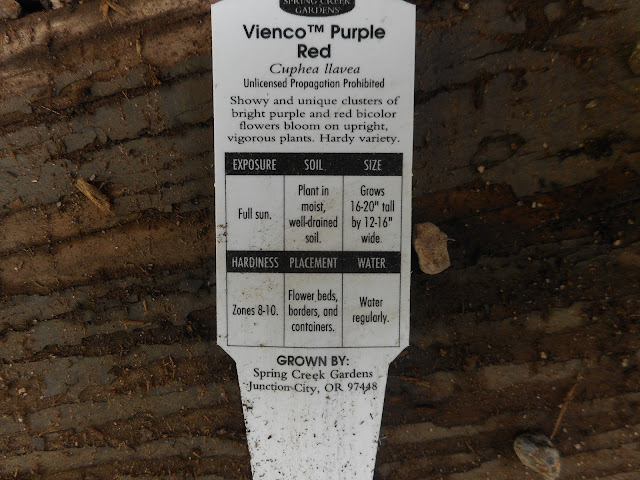 SPRING CREEK
GARDENS
Vienco™ Purple
Red
Cuphea llavea
Unlicensed Propagation Prohibited
Showy and unique clusters of
bright purple and red bicolor
flowers bloom on upright,
vigorous plants. Hardy variety.
EXPOSURE SOIL SIZE
Full sun.
Plant in
moist,
well-drained
soil.
Grows
16-20" tall
by 12-16"
wide.
HARDINESS PLACEMENT WATER
Zones 8-10.
Flower beds,
borders, and
containers.
Water
regularly.
GROWN BY:
Spring Creek Gardens
Junction City, OR 97448